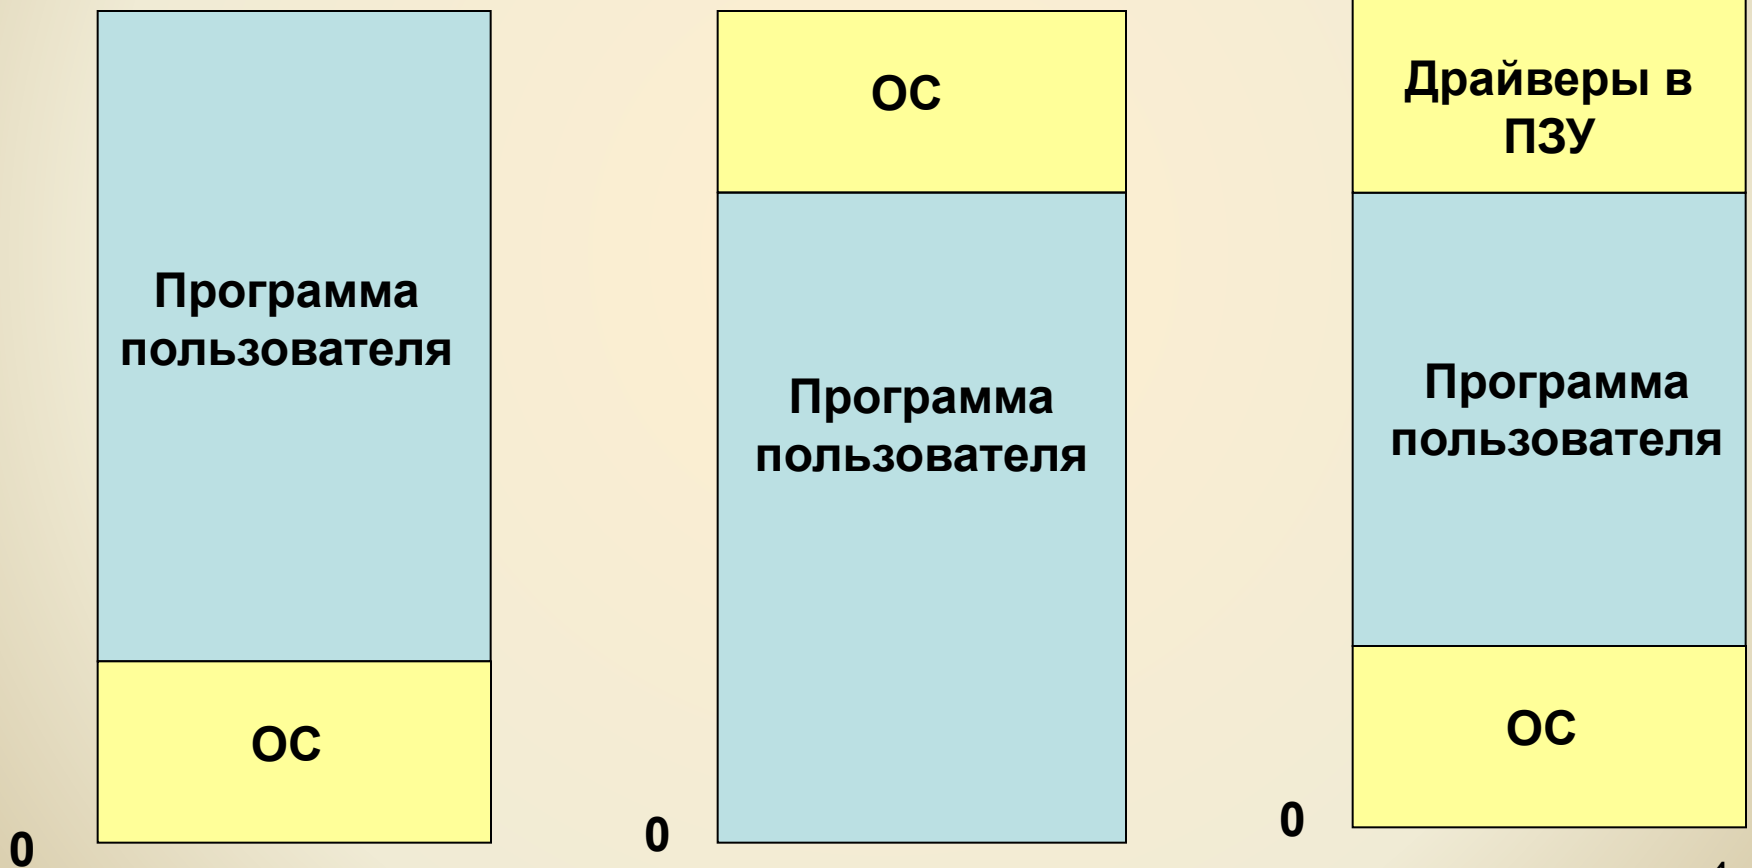 Программа
пользователя
ОС
0
ОС
Программа
пользователя
0
Драйверы в
ПЗУ
Программа
пользователя
ОС
0